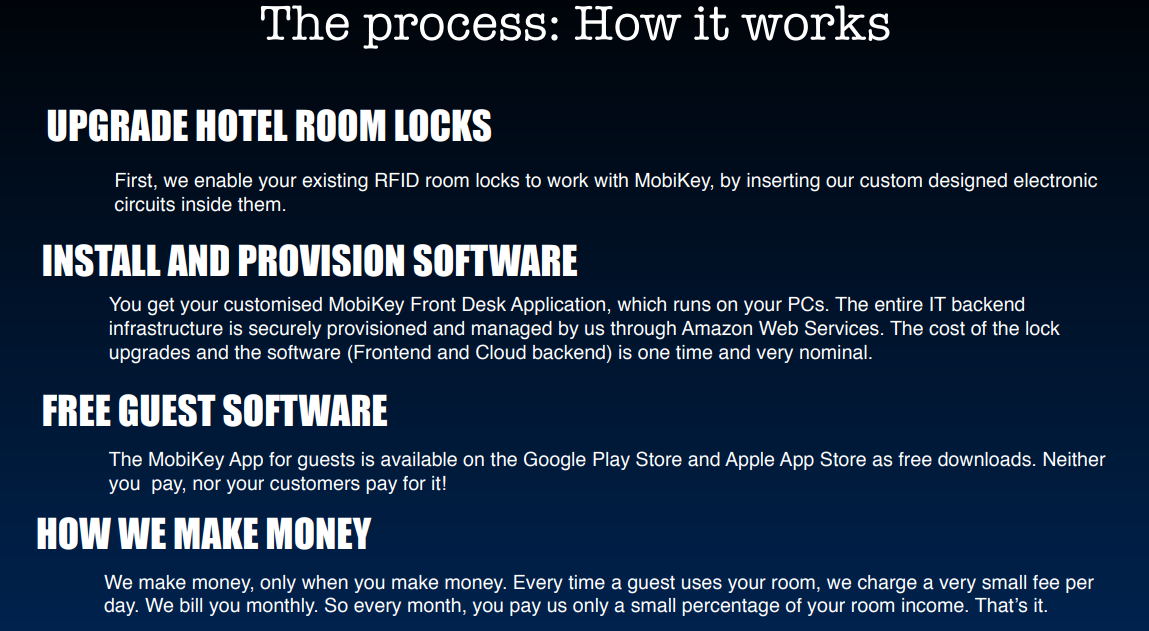 The process: How it works
UPGRADE HOTEL ROOM LOCKS
First, we enable your existing RFID room locks to work with MobiKey, by inserting our custom designed electronic
circuits inside them.
INSTALL AND PROVISION SOFTWARE
You get your customised MobiKey Front Desk Application, which runs on your PCs. The entire IT backend
infrastructure is securely provisioned and managed by us through Amazon Web Services. The cost of the lock
upgrades and the software (Frontend and Cloud backend) is one time and very nominal.
FREE GUEST SOFTWARE
The MobiKey App for guests is available on the Google Play Store and Apple App Store as free downloads. Neither
you  pay, nor your customers pay for it!
HOW WE MAKE MONEY
We make money, only when you make money. Every time a guest uses your room, we charge a very small fee per
day. We bill you monthly. So every month, you pay us only a small percentage of your room income. That’s it.